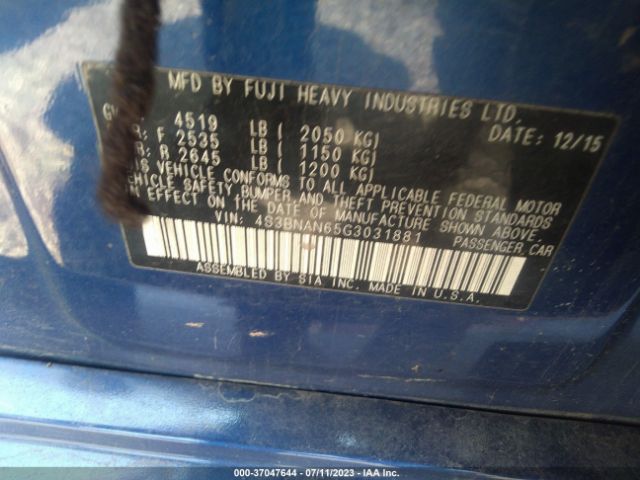 MFD BY FUJI HEAVY INDUSTRIES LTD.
4519 LB ( 2050 KG) DATE: 12/15
F 2535 LB ( 1150 KG)
R 2645 LB ( 1200 KG)
VEHICLE CONFORMS TO ALL APPLICABLE FEDERAL MOTOR
VEHICLE SAFETY, BUMPER AND THEFT PREVENTION STANDARDS
IN EFFECT ON THE DATE OF MANUFACTURE SHOWN ABOVE
VIN: 4S3BNAN65G3031881 PASSENGER CAR
ASSEMBLED BY SIA INC. MADE IN U.S.A.
000-37047644 - 07/11/2023 - IAA Inc.